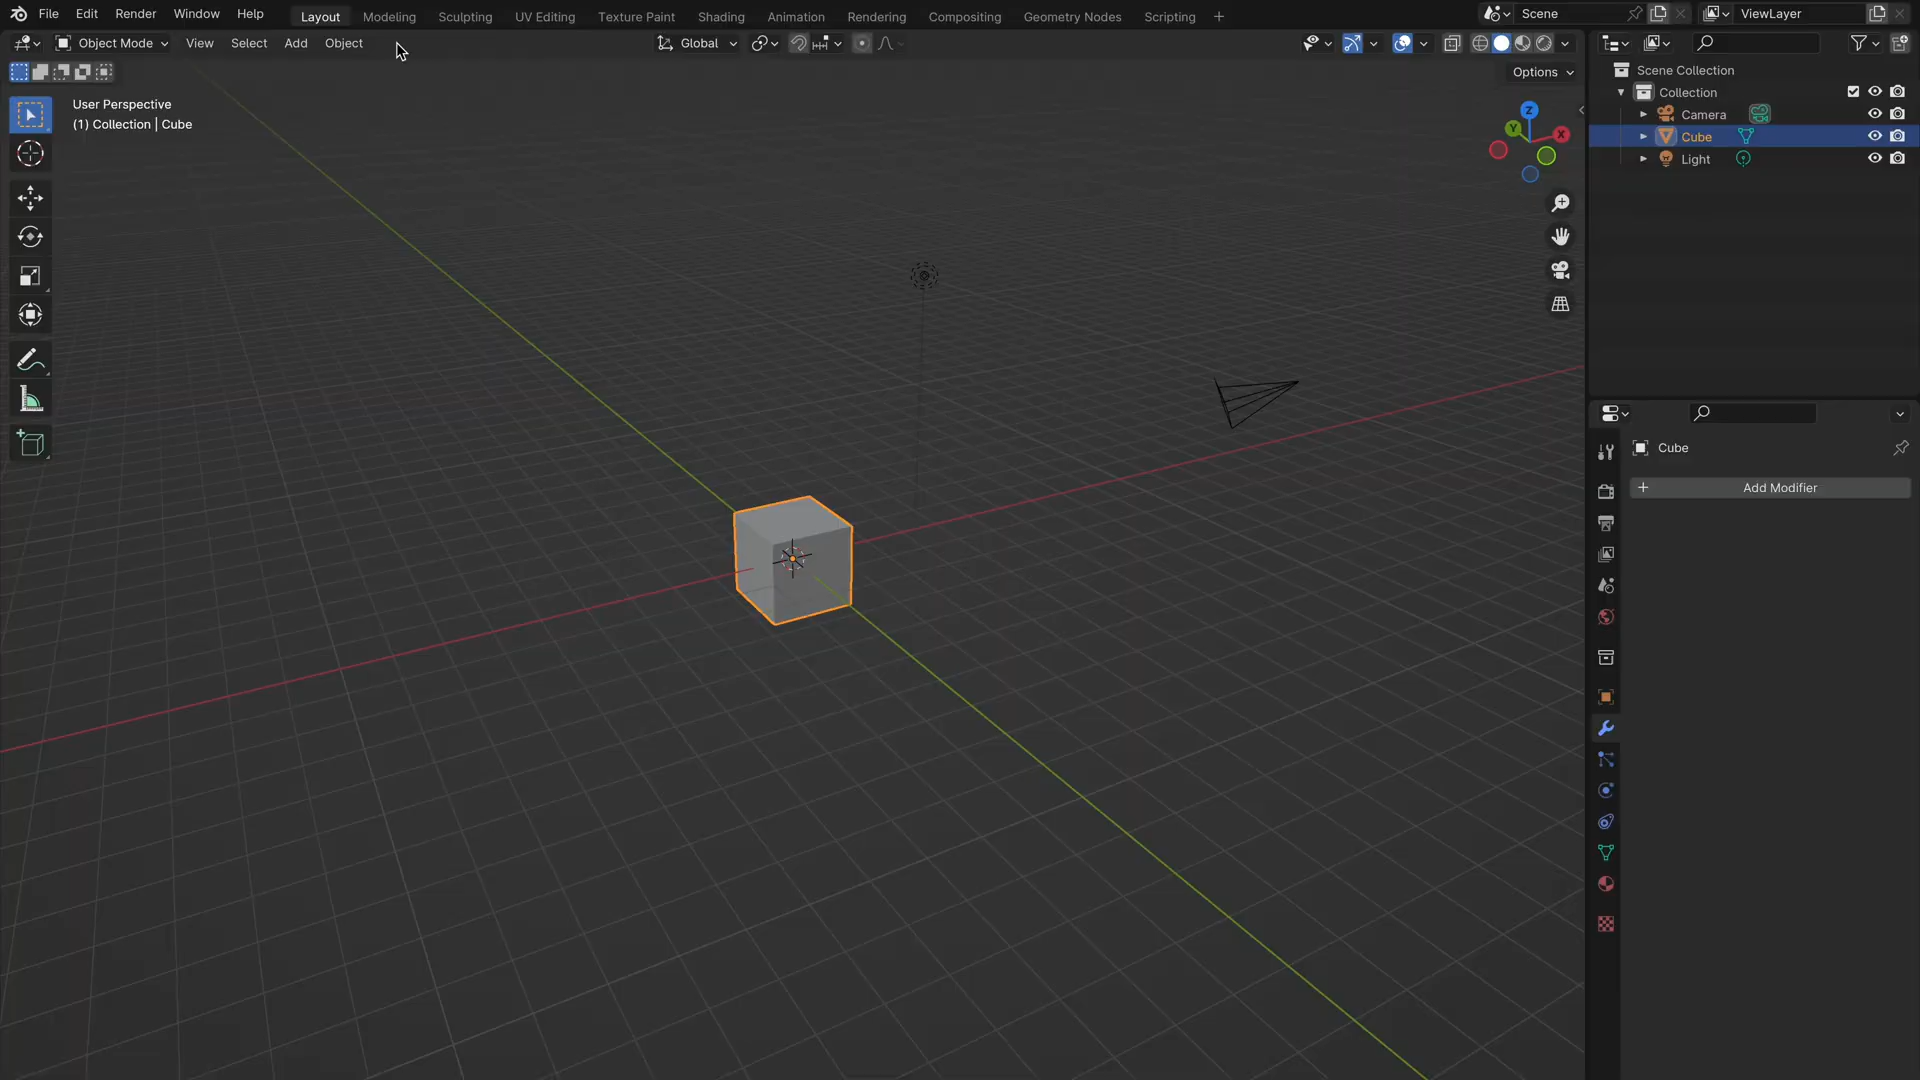 File Edit Render Window Help Layout Modeling Sculpting UV Editing Texture Paint Shading Animation Rendering Compositing Geometry Nodes Scripting + Scene ViewLayer
Object Mode View Select Add Object Global
Options
User Perspective
(1) Collection | Cube
Z
Y
X
Scene Collection
Collection
Camera
Cube
Light
Cube
+ Add Modifier